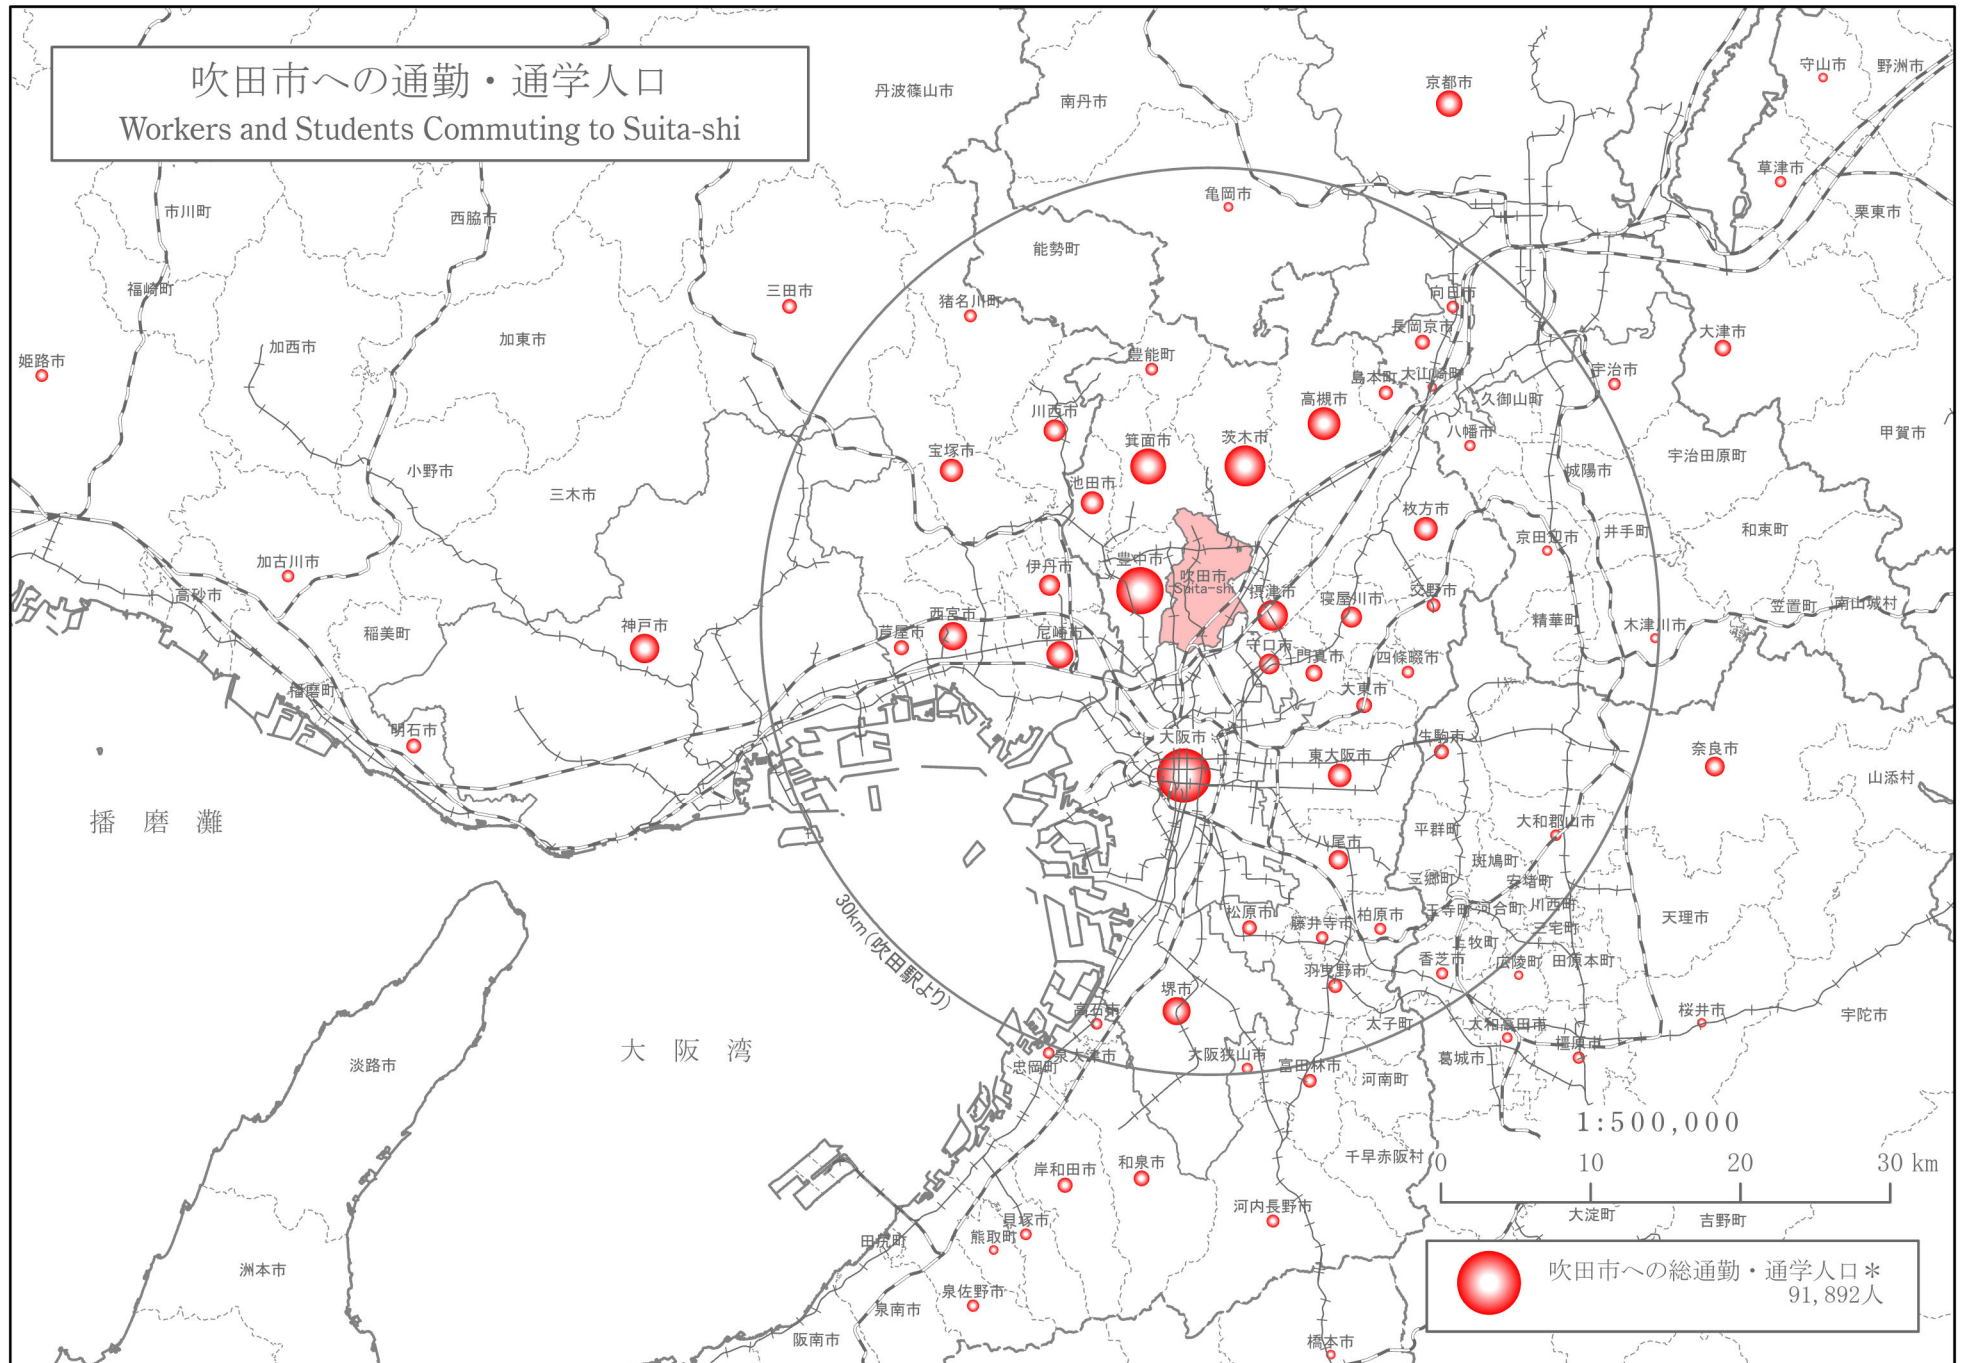 吹田市への通勤・通学人口
Workers and Students Commuting to Suita-shi
丹波篠山市
南丹市
京都市
守山市
野洲市
草津市
栗東市
市川町
西脇市
亀岡市
能勢町
福崎町
三田市
猪名川町
向日市
長岡京市
大津市
加西市
加東市
姫路市
豊能町
島本町
大山崎町
宇治市
久御山町
高槻市
川西市
箕面市
茨木市
八幡市
甲賀市
宝塚市
小野市
三木市
池田市
城陽市
宇治田原町
枚方市
京田辺市
井手町
和東町
加古川市
高砂市
伊丹市
豊中市
吹田市
Suita-shi
摂津市
寝屋川市
交野市
精華町
木津川市
笠置町
南山城村
稲美町
神戸市
芦屋市
西宮市
尼崎市
守口市
門真市
四條畷市
大東市
播磨町
明石市
大阪市
東大阪市
生駒市
奈良市
山添村
播磨灘
平群町
大和郡山市
八尾市
斑鳩町
三郷町
安堵町
松原市
藤井寺市
柏原市
王寺町
河合町
川西町
三宅町
天理市
上牧町
香芝市
広陵町
田原本町
羽曳野市
30km(吹田駅より)
堺市
高石市
太子町
大和高田市
橿原市
桜井市
宇陀市
大阪湾
淡路市
泉大津市
忠岡町
大阪狭山市
富田林市
河南町
葛城市
1:500,000
千早赤阪村
0 10 20 30 km
岸和田市
和泉市
河内長野市
貝塚市
熊取町
田尻町
大淀町
吉野町
洲本市
泉佐野市
泉南市
阪南市
橋本市
吹田市への総通勤・通学人口＊
91,892人